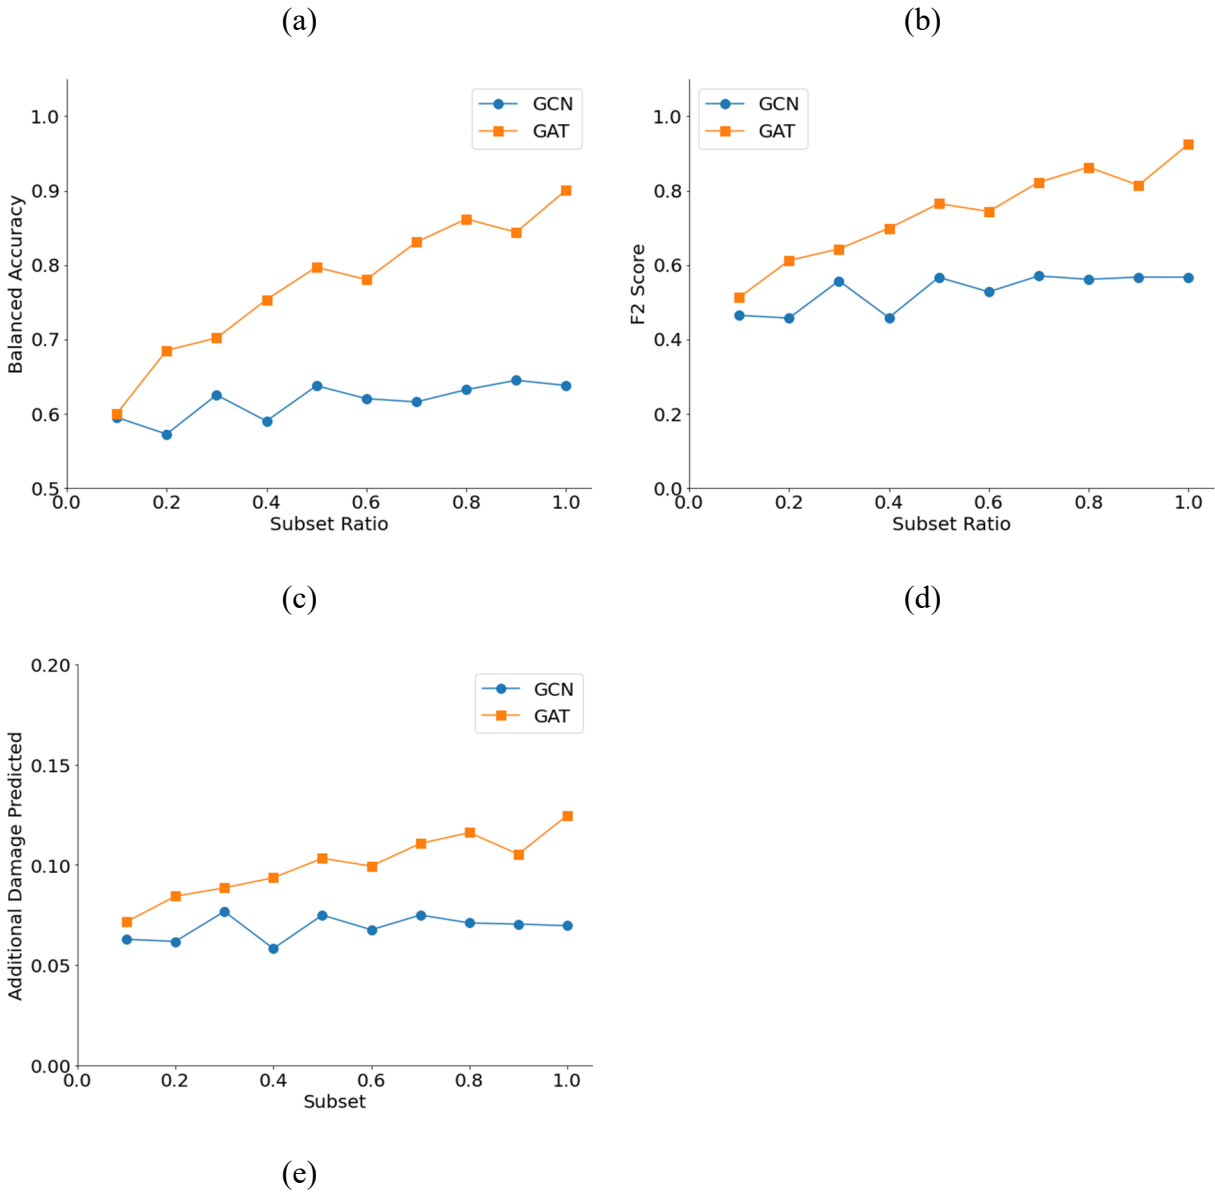 (a)
(b)
GCN
GAT
1.0
0.9
0.8
0.7
0.6
0.5
Balanced Accuracy
0.0 0.2 0.4 0.6 0.8 1.0
Subset Ratio
GCN
GAT
1.0
0.8
0.6
0.4
0.2
0.0
F2 Score
0.0 0.2 0.4 0.6 0.8 1.0
Subset Ratio
(c)
(d)
GCN
GAT
0.20
0.15
0.10
0.05
0.00
Additional Damage Predicted
0.0 0.2 0.4 0.6 0.8 1.0
Subset
(e)